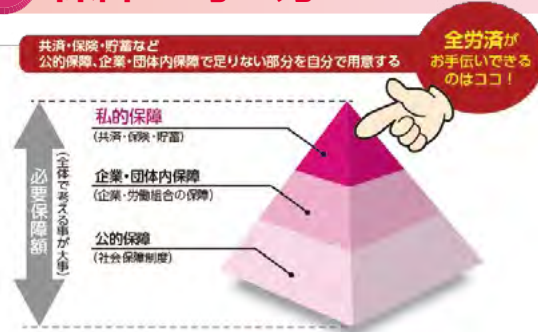 共済・保険・貯蓄など
公的保障、企業・団体内保障で足りない部分を自分で用意する
全労済が
お手伝いできる
のはココ！
私的保障
(共済・保険・貯蓄)
企業・団体内保障
(企業・労働組合の保障)
公的保障
(社会保障制度)
必要保障額
(全体で考える事が大事)